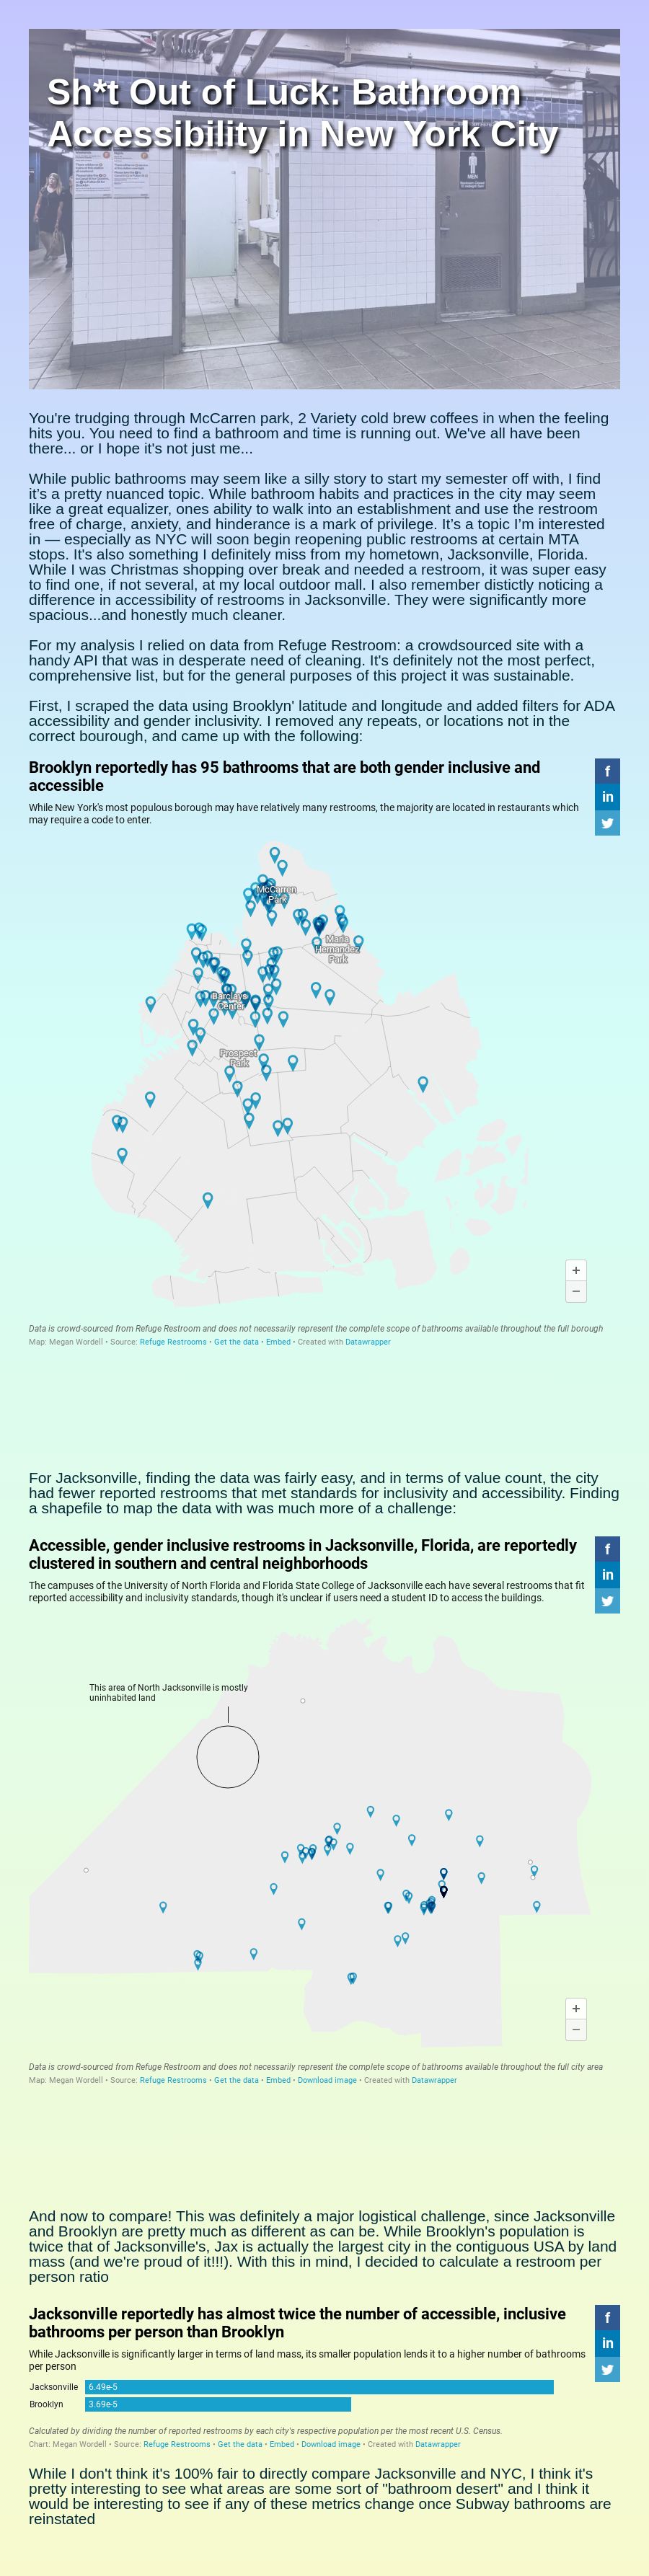 Sh*t Out of Luck: Bathroom
Accessibility in New York City
MEN
You're trudging through McCarren park, 2 Variety cold brew coffees in when the feeling
hits you. You need to find a bathroom and time is running out. We've all have been
there... or I hope it's not just me...
While public bathrooms may seem like a silly story to start my semester off with, I find
it’s a pretty nuanced topic. While bathroom habits and practices in the city may seem
like a great equalizer, ones ability to walk into an establishment and use the restroom
free of charge, anxiety, and hinderance is a mark of privilege. It’s a topic I’m interested
in — especially as NYC will soon begin reopening public restrooms at certain MTA
stops. It's also something I definitely miss from my hometown, Jacksonville, Florida.
While I was Christmas shopping over break and needed a restroom, it was super easy
to find one, if not several, at my local outdoor mall. I also remember distictly noticing a
difference in accessibility of restrooms in Jacksonville. They were significantly more
spacious...and honestly much cleaner.
For my analysis I relied on data from Refuge Restroom: a crowdsourced site with a
handy API that was in desperate need of cleaning. It's definitely not the most perfect,
comprehensive list, but for the general purposes of this project it was sustainable.
First, I scraped the data using Brooklyn' latitude and longitude and added filters for ADA
accessibility and gender inclusivity. I removed any repeats, or locations not in the
correct bourough, and came up with the following:
Brooklyn reportedly has 95 bathrooms that are both gender inclusive and
accessible
f
in
While New York's most populous borough may have relatively many restrooms, the majority are located in restaurants which
may require a code to enter.
McCarren
Park
Maria
Hernandez
Park
Barclays
Center
Prospect
Park
+
−
Data is crowd-sourced from Refuge Restroom and does not necessarily represent the complete scope of bathrooms available throughout the full borough
Map: Megan Wordell • Source: Refuge Restrooms • Get the data • Embed • Created with Datawrapper
For Jacksonville, finding the data was fairly easy, and in terms of value count, the city
had fewer reported restrooms that met standards for inclusivity and accessibility. Finding
a shapefile to map the data with was much more of a challenge:
Accessible, gender inclusive restrooms in Jacksonville, Florida, are reportedly
clustered in southern and central neighborhoods
f
in
The campuses of the University of North Florida and Florida State College of Jacksonville each have several restrooms that fit
reported accessibility and inclusivity standards, though it's unclear if users need a student ID to access the buildings.
This area of North Jacksonville is mostly
uninhabited land
+
−
Data is crowd-sourced from Refuge Restroom and does not necessarily represent the complete scope of bathrooms available throughout the full city area
Map: Megan Wordell • Source: Refuge Restrooms • Get the data • Embed • Download image • Created with Datawrapper
And now to compare! This was definitely a major logistical challenge, since Jacksonville
and Brooklyn are pretty much as different as can be. While Brooklyn's population is
twice that of Jacksonville's, Jax is actually the largest city in the contiguous USA by land
mass (and we're proud of it!!!). With this in mind, I decided to calculate a restroom per
person ratio
Jacksonville reportedly has almost twice the number of accessible, inclusive
bathrooms per person than Brooklyn
f
in
While Jacksonville is significantly larger in terms of land mass, its smaller population lends it to a higher number of bathrooms
per person
Jacksonville 6.49e-5
Brooklyn 3.69e-5
Calculated by dividing the number of reported restrooms by each city's respective population per the most recent U.S. Census.
Chart: Megan Wordell • Source: Refuge Restrooms • Get the data • Embed • Download image • Created with Datawrapper
While I don't think it's 100% fair to directly compare Jacksonville and NYC, I think it's
pretty interesting to see what areas are some sort of "bathroom desert" and I think it
would be interesting to see if any of these metrics change once Subway bathrooms are
reinstated